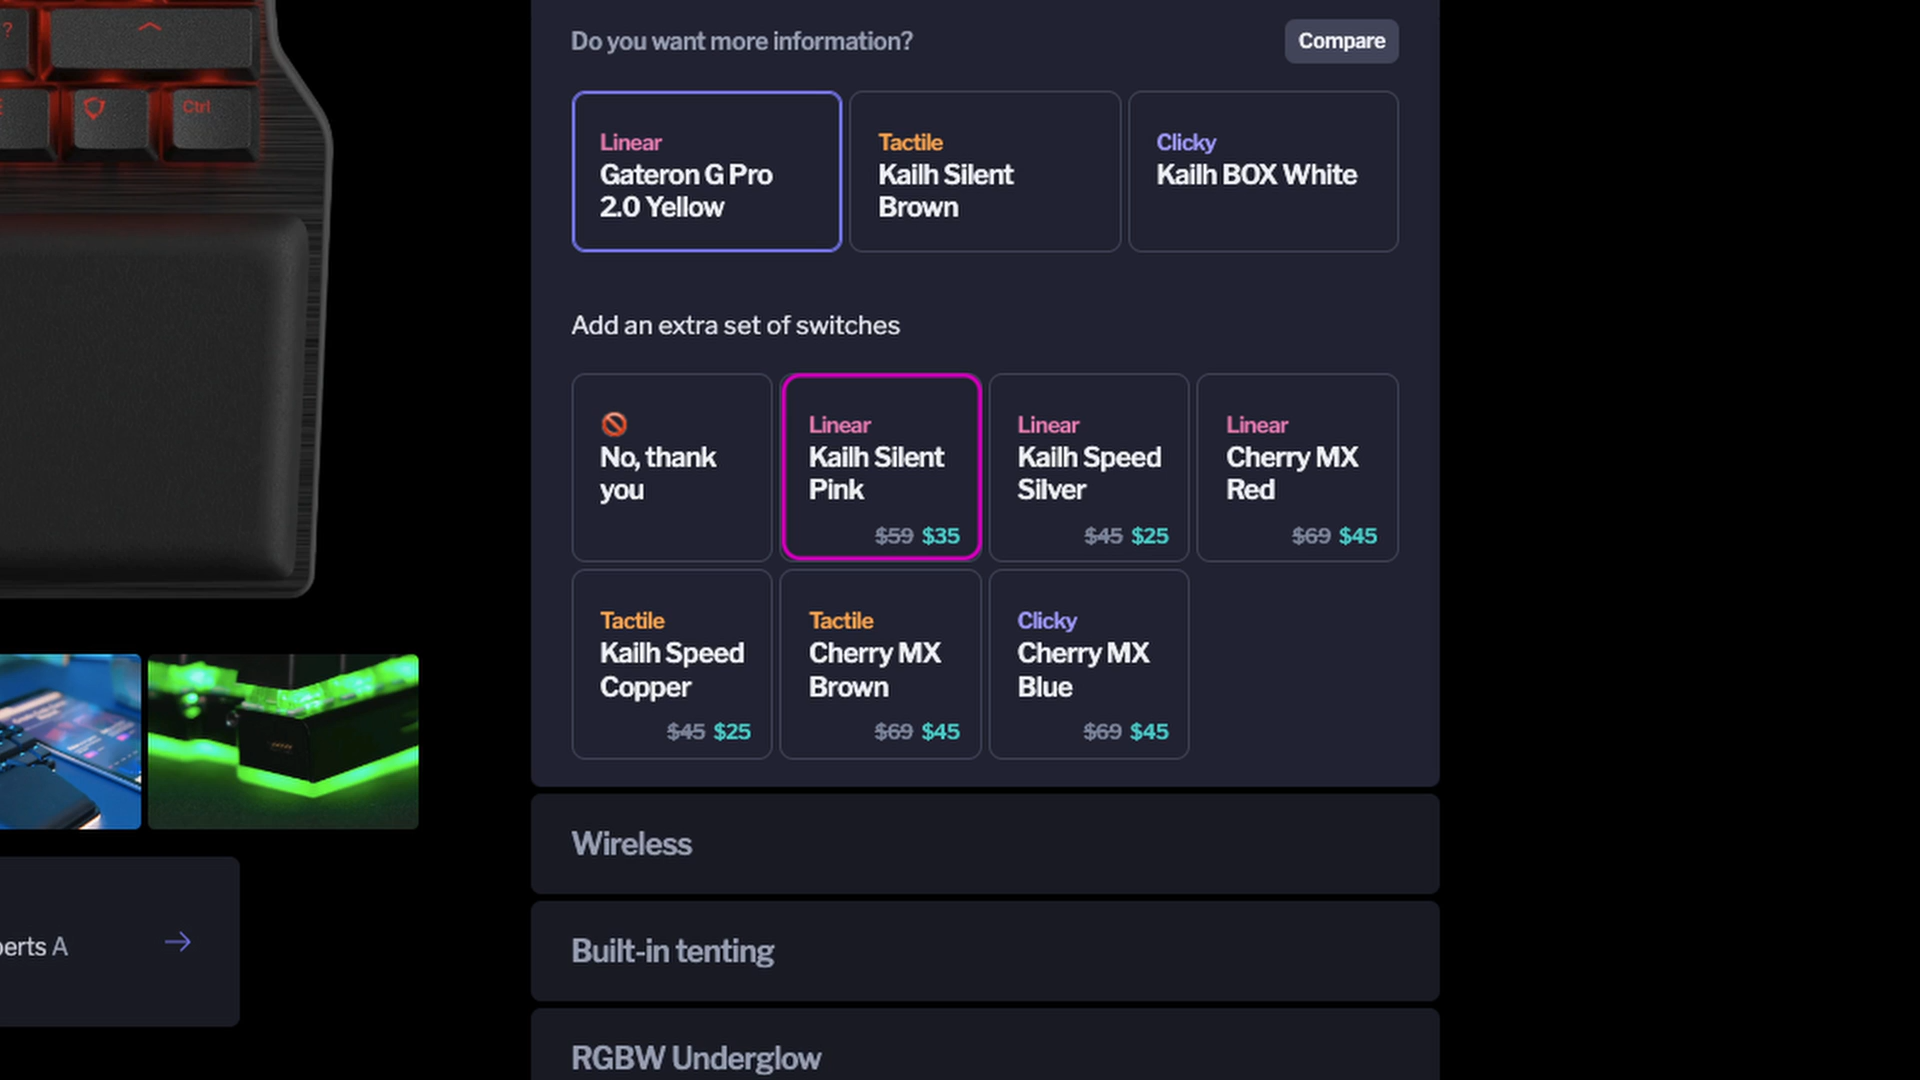 ?
Ctrl
Do you want more information?
Compare
Linear
Gateron G Pro
2.0 Yellow
Tactile
Kailh Silent
Brown
Clicky
Kailh BOX White
Add an extra set of switches
No, thank
you
Linear
Kailh Silent
Pink
$59 $35
Linear
Kailh Speed
Silver
$45 $25
Linear
Cherry MX
Red
$69 $45
Tactile
Kailh Speed
Copper
$45 $25
Tactile
Cherry MX
Brown
$69 $45
Clicky
Cherry MX
Blue
$69 $45
Wireless
Built-in tenting
RGBW Underglow
perts A